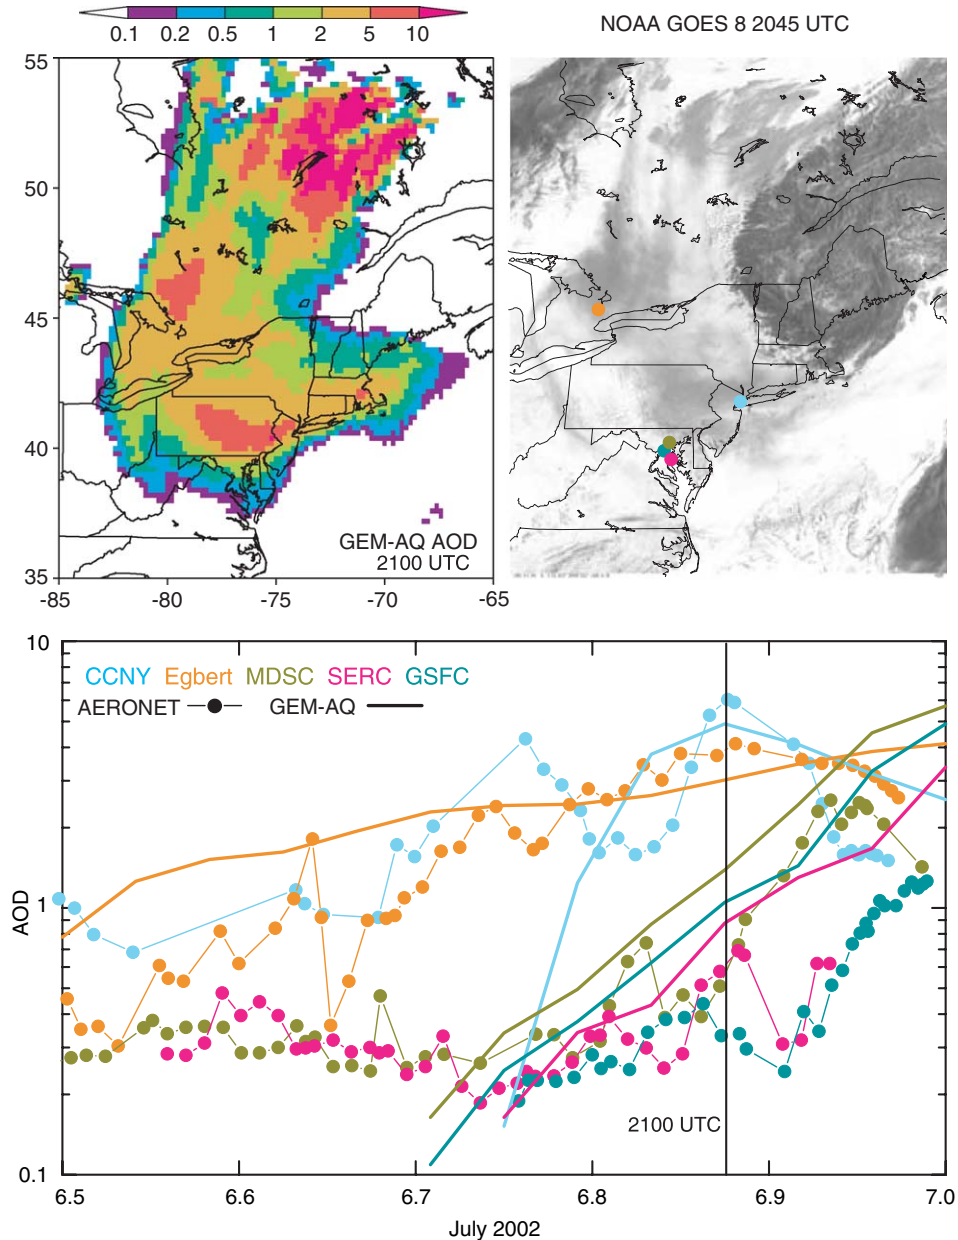 0.1 0.2 0.5 1 2 5 10
NOAA GOES 8 2045 UTC
55
50
45
40
35
GEM-AQ AOD
2100 UTC
-85 -80 -75 -70 -65
10
CCNY Egbert MDSC SERC GSFC
AERONET GEM-AQ
AOD
1
2100 UTC
0.1
6.5 6.6 6.7 6.8 6.9 7.0
July 2002